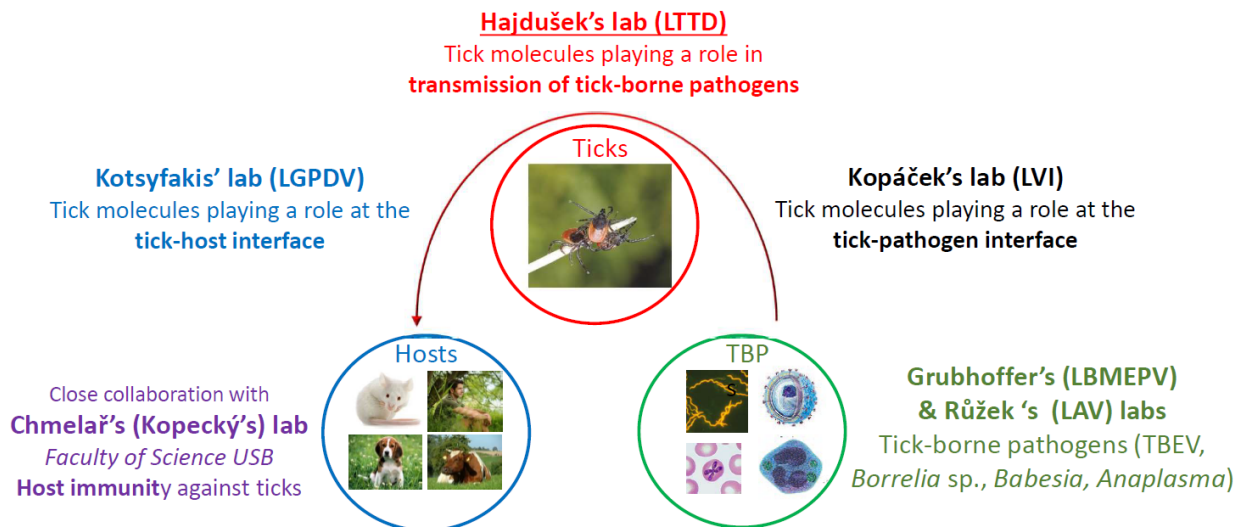 Hajdušek's lab (LTTD)
Tick molecules playing a role in
transmission of tick-borne pathogens
Ticks
Kotsyfakis' lab (LGPDV)
Tick molecules playing a role at the
tick-host interface
Kopáček's lab (LVI)
Tick molecules playing a role at the
tick-pathogen interface
Hosts
TBP
s
Close collaboration with
Chmelař's (Kopecký's) lab
Faculty of Science USB
Host immunity against ticks
Grubhoffer's (LBMEPV)
& Růžek 's (LAV) labs
Tick-borne pathogens (TBEV,
Borrelia sp., Babesia, Anaplasma)